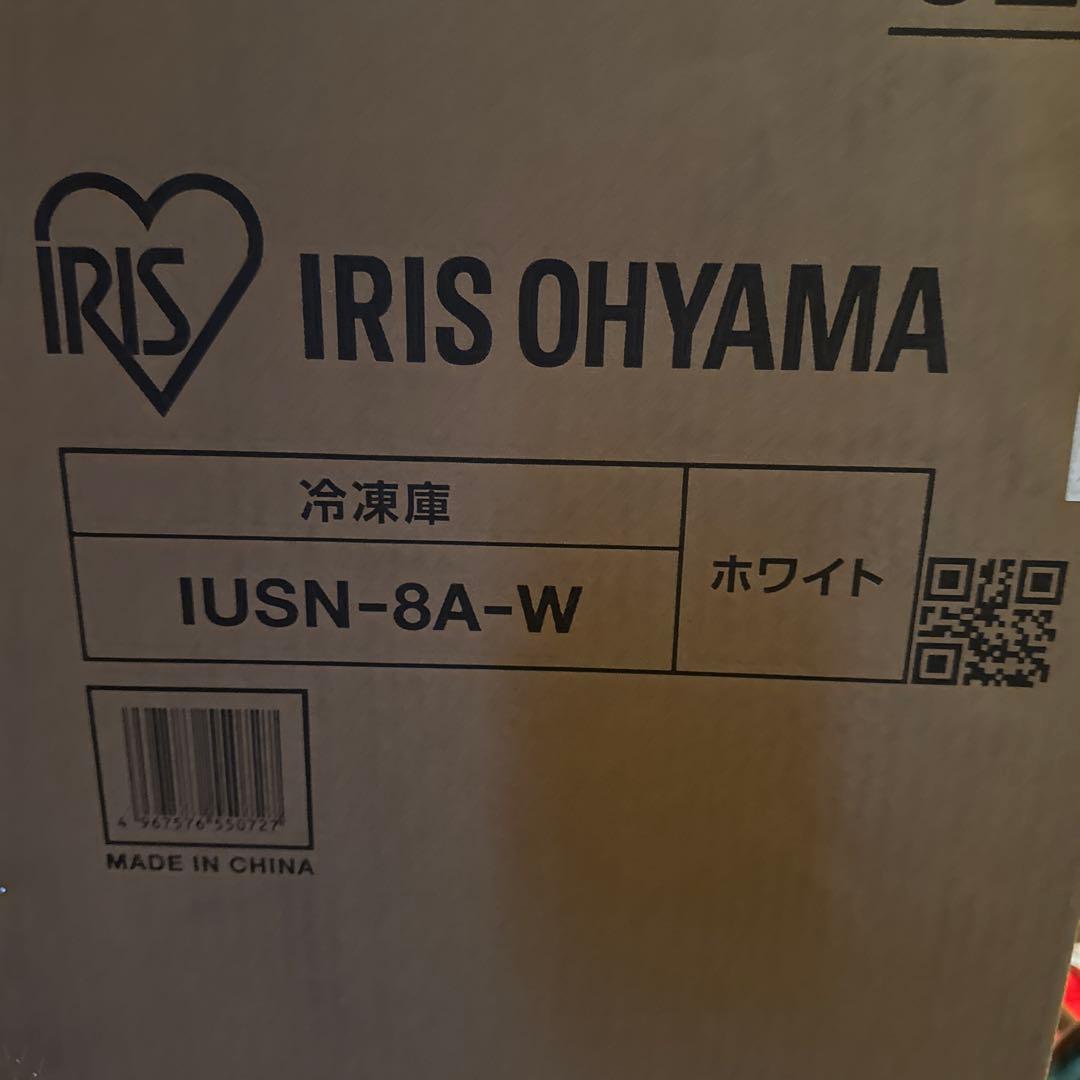 IRIS
IRIS OHYAMA
冷凍庫
IUSN-8A-W
ホワイト
4 967576 550727
MADE IN CHINA